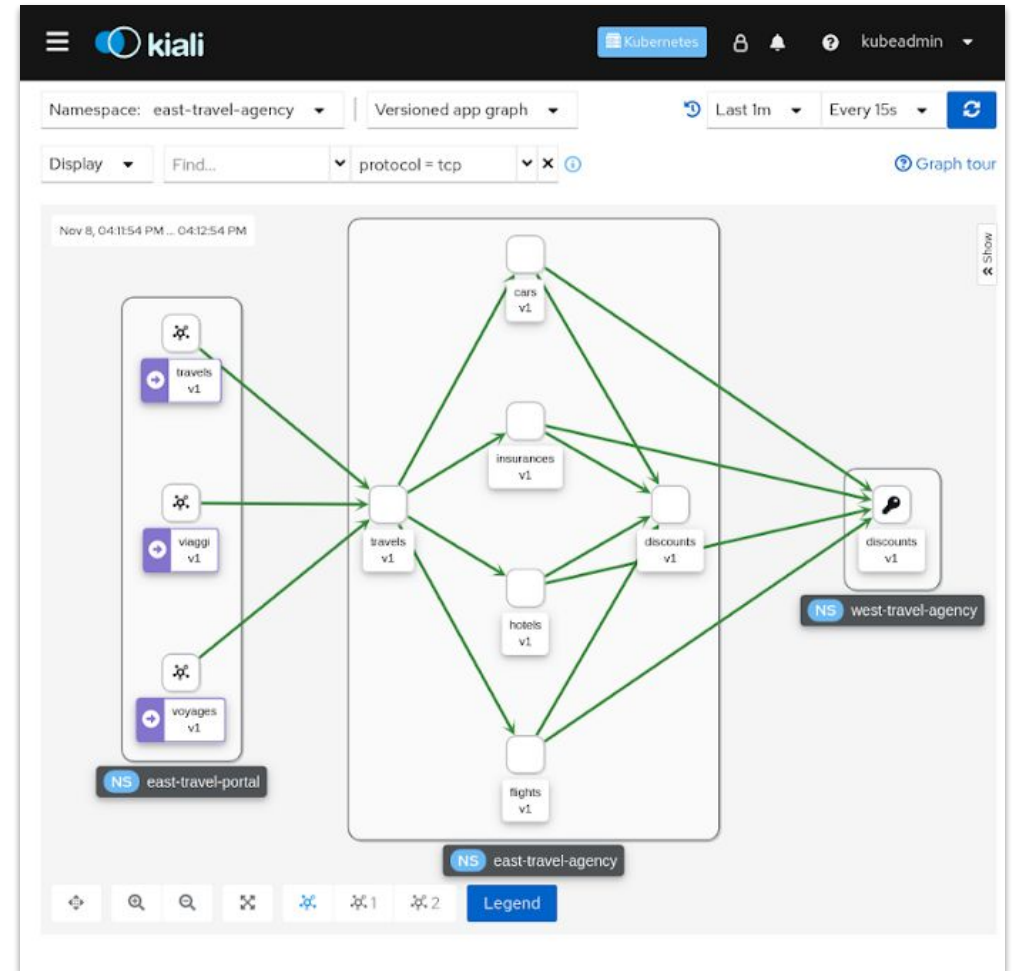 kiali
Kubernetes
kubeadmin
Namespace: east-travel-agency
Versioned app graph
Last 1m
Every 15s
Display
Find...
protocol = tcp
Graph tour
Nov 8, 04:11:54 PM ... 04:12:54 PM
« Show
cars
v1
travels
v1
insurances
v1
viaggi
v1
travels
v1
discounts
v1
discounts
v1
NS west-travel-agency
hotels
v1
voyages
v1
NS east-travel-portal
flights
v1
NS east-travel-agency
1
2
Legend